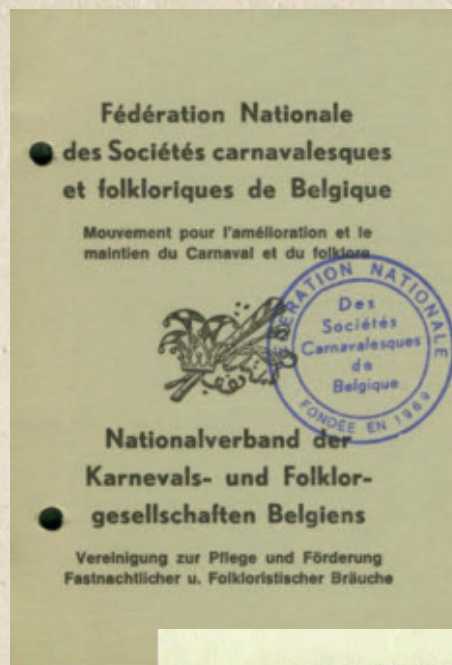 Fédération Nationale
des Sociétés carnavalesques
et folkloriques de Belgique
Mouvement pour l'amélioration et le
maintien du Carnaval et du folklore
FÉDÉRATION NATIONALE
Des
Sociétés
Carnavalesques
de
Belgique
FONDÉE EN 1969
Nationalverband der
Karnevals- und Folklor-
gesellschaften Belgiens
Vereinigung zur Pflege und Förderung
Fastnachtlicher u. Folkloristischer Bräuche